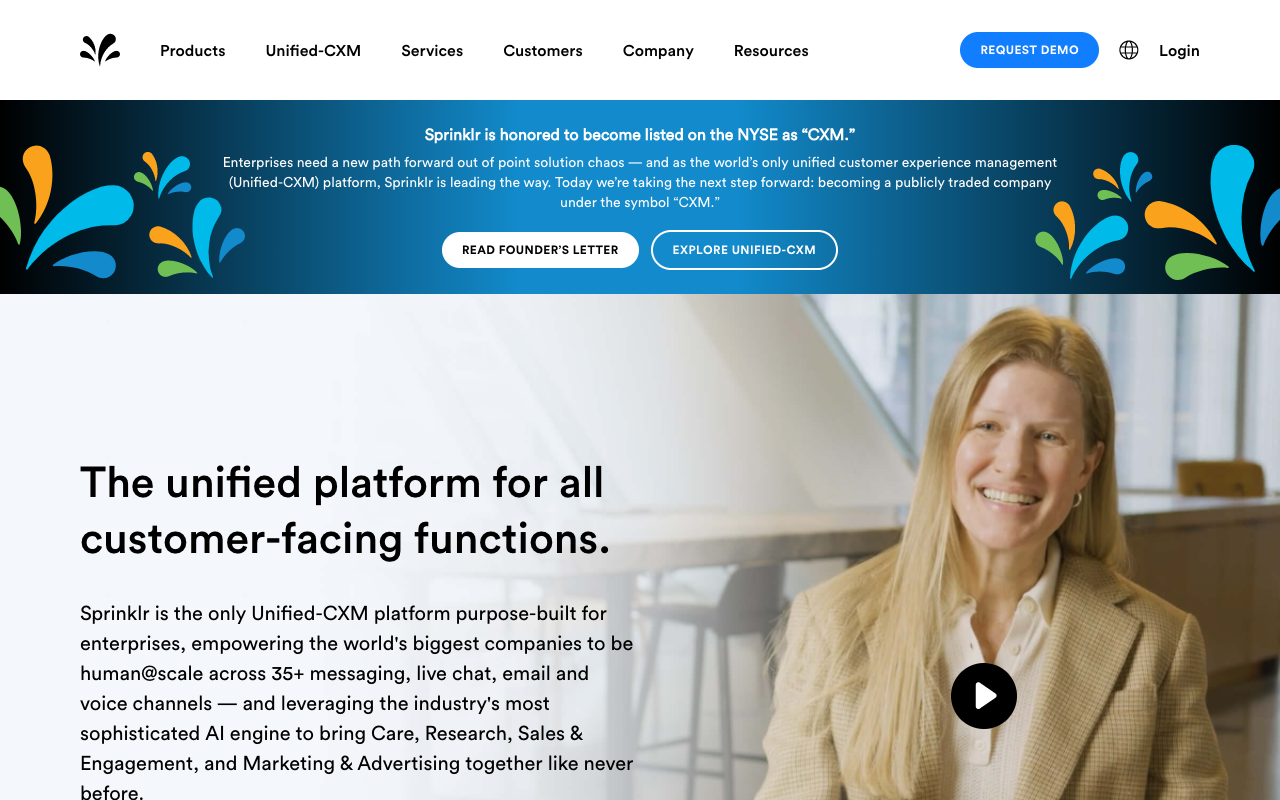 Products
Unified-CXM
Services
Customers
Company
Resources
REQUEST DEMO
Login
Sprinklr is honored to become listed on the NYSE as “CXM.”
Enterprises need a new path forward out of point solution chaos — and as the world’s only unified customer experience management
(Unified-CXM) platform, Sprinklr is leading the way. Today we’re taking the next step forward: becoming a publicly traded company
under the symbol “CXM.”
READ FOUNDER’S LETTER
EXPLORE UNIFIED-CXM
The unified platform for all
customer-facing functions.
Sprinklr is the only Unified-CXM platform purpose-built for
enterprises, empowering the world's biggest companies to be
human@scale across 35+ messaging, live chat, email and
voice channels — and leveraging the industry's most
sophisticated AI engine to bring Care, Research, Sales &
Engagement, and Marketing & Advertising together like never
before.